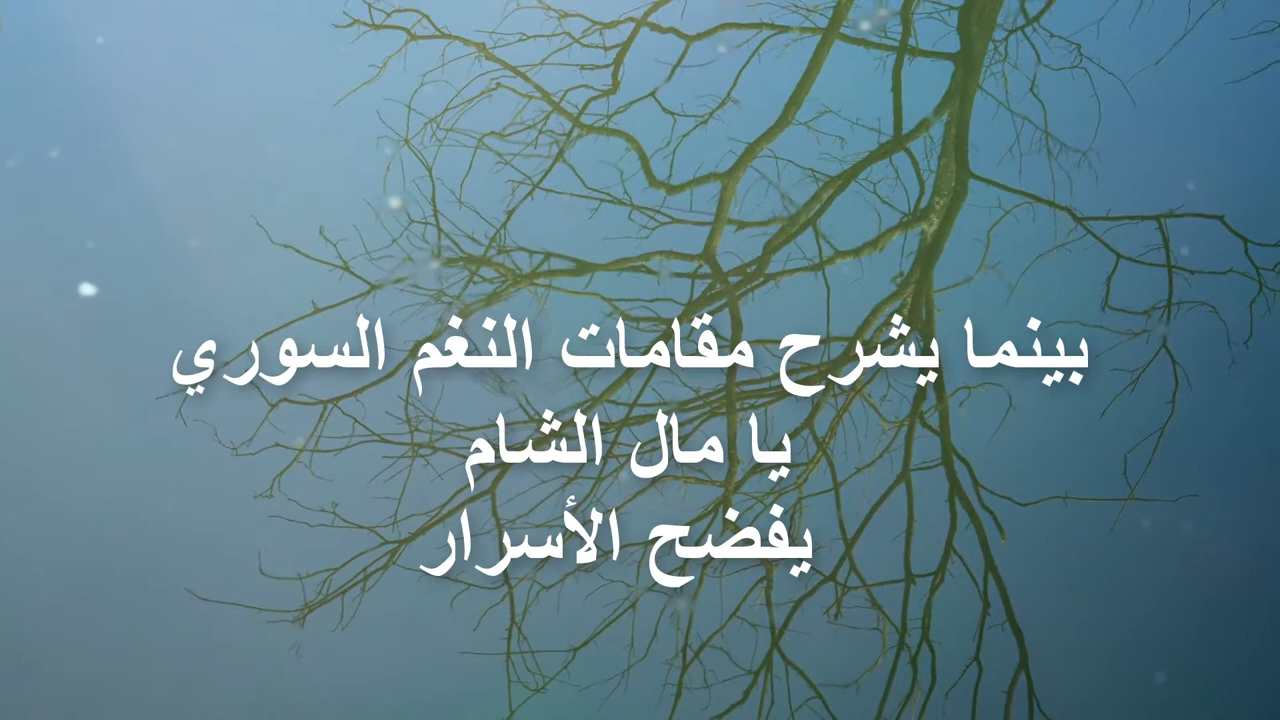 بينما يشرح مقامات النغم السوري
يا مال الشام
يفضح الأسرار